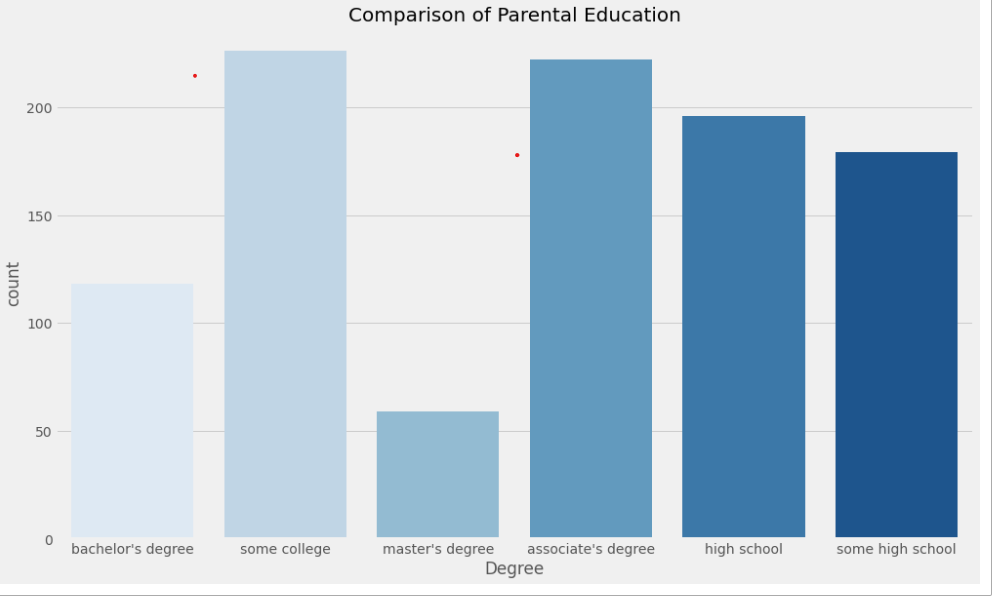 Comparison of Parental Education
200
150
100
50
0
count
bachelor's degree some college master's degree associate's degree high school some high school
Degree